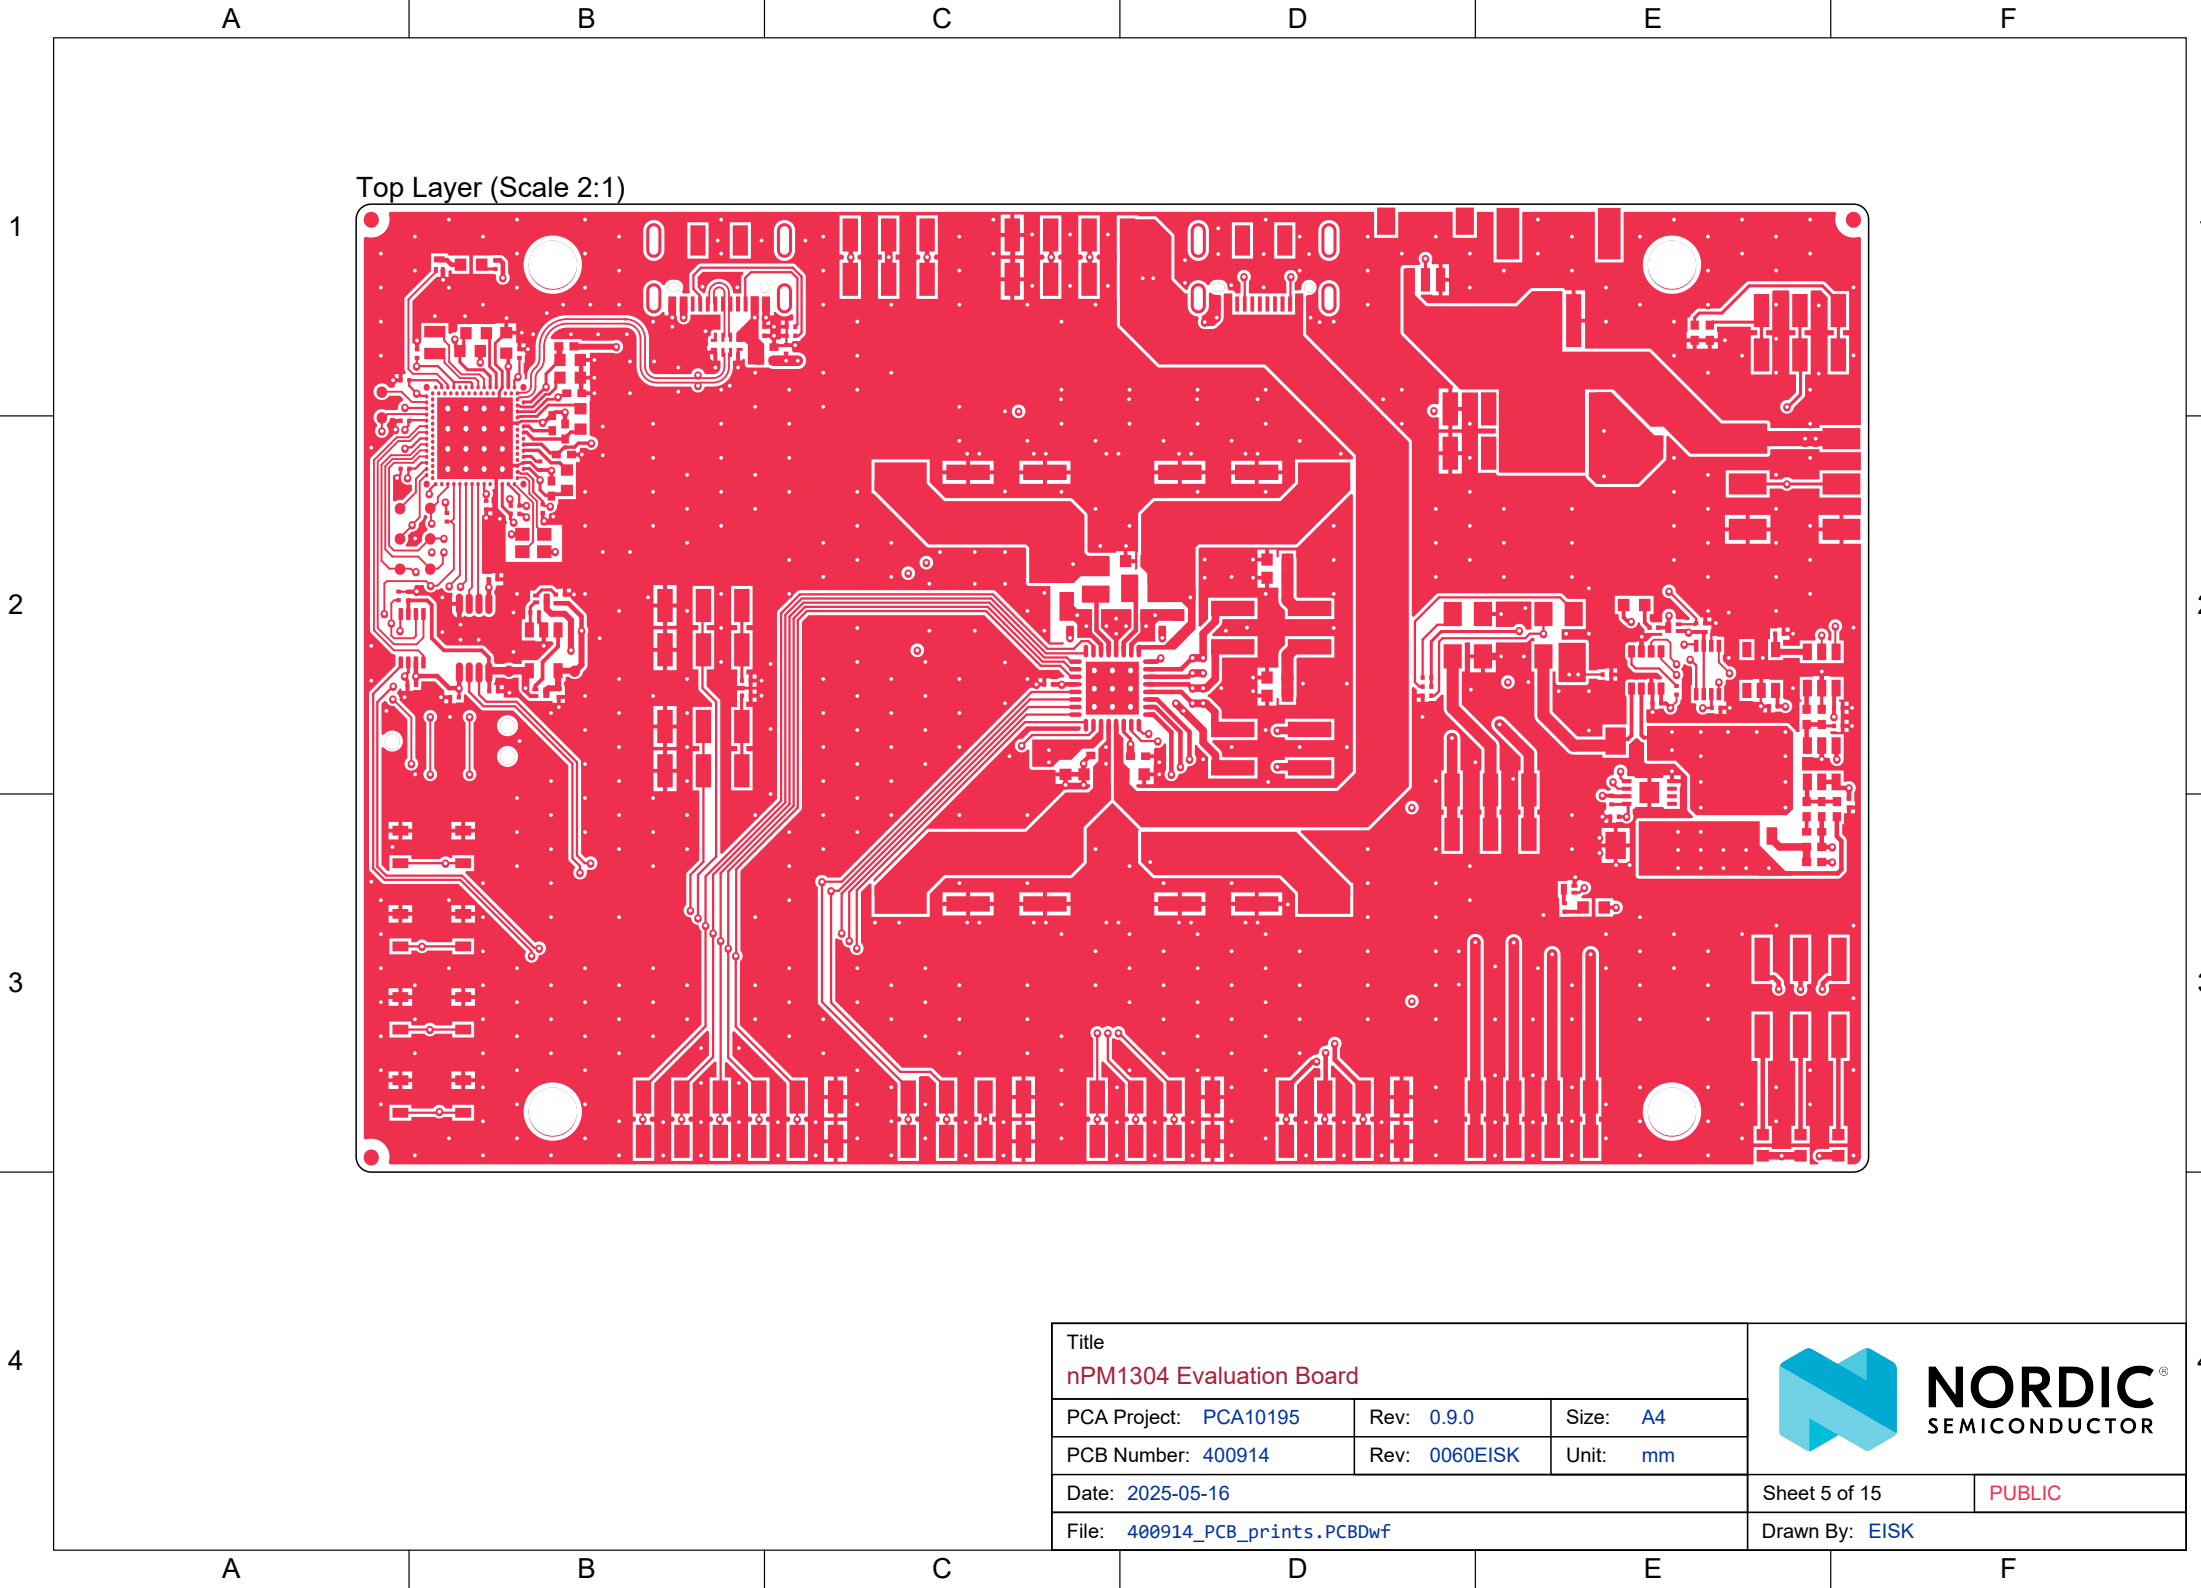 A B C D E F
Top Layer (Scale 2:1)
1
2
3
4
Title
nPM1304 Evaluation Board
PCA Project: PCA10195 Rev: 0.9.0 Size: A4
PCB Number: 400914 Rev: 0060EISK Unit: mm
Date: 2025-05-16
File: 400914_PCB_prints.PCBDwf
NORDIC®
SEMICONDUCTOR
Sheet 5 of 15 PUBLIC
Drawn By: EISK
A B C D E F